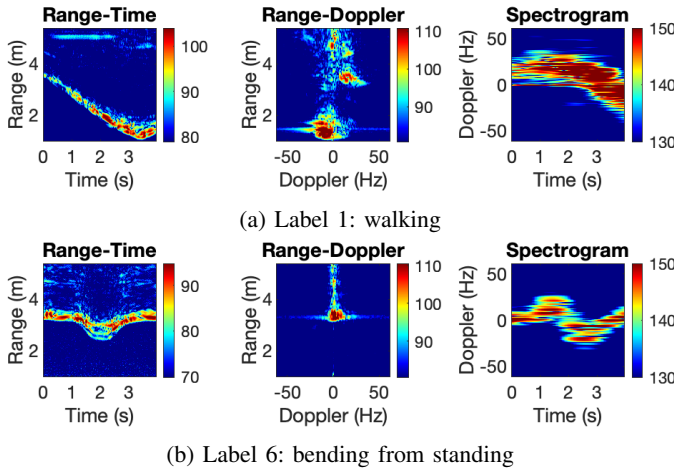 Range-Time Range-Doppler Spectrogram
Range (m) 4 2 0 1 2 3 Time (s) 100 90 80
Range (m) 4 2 -50 0 50 Doppler (Hz) 110 100 90
Doppler (Hz) 50 0 -50 0 1 2 3 Time (s) 150 145 140 135 130
(a) Label 1: walking
Range-Time Range-Doppler Spectrogram
Range (m) 4 2 0 1 2 3 Time (s) 90 80 70
Range (m) 4 2 -50 0 50 Doppler (Hz) 110 100 90
Doppler (Hz) 50 0 -50 0 1 2 3 Time (s) 150 140 130
(b) Label 6: bending from standing